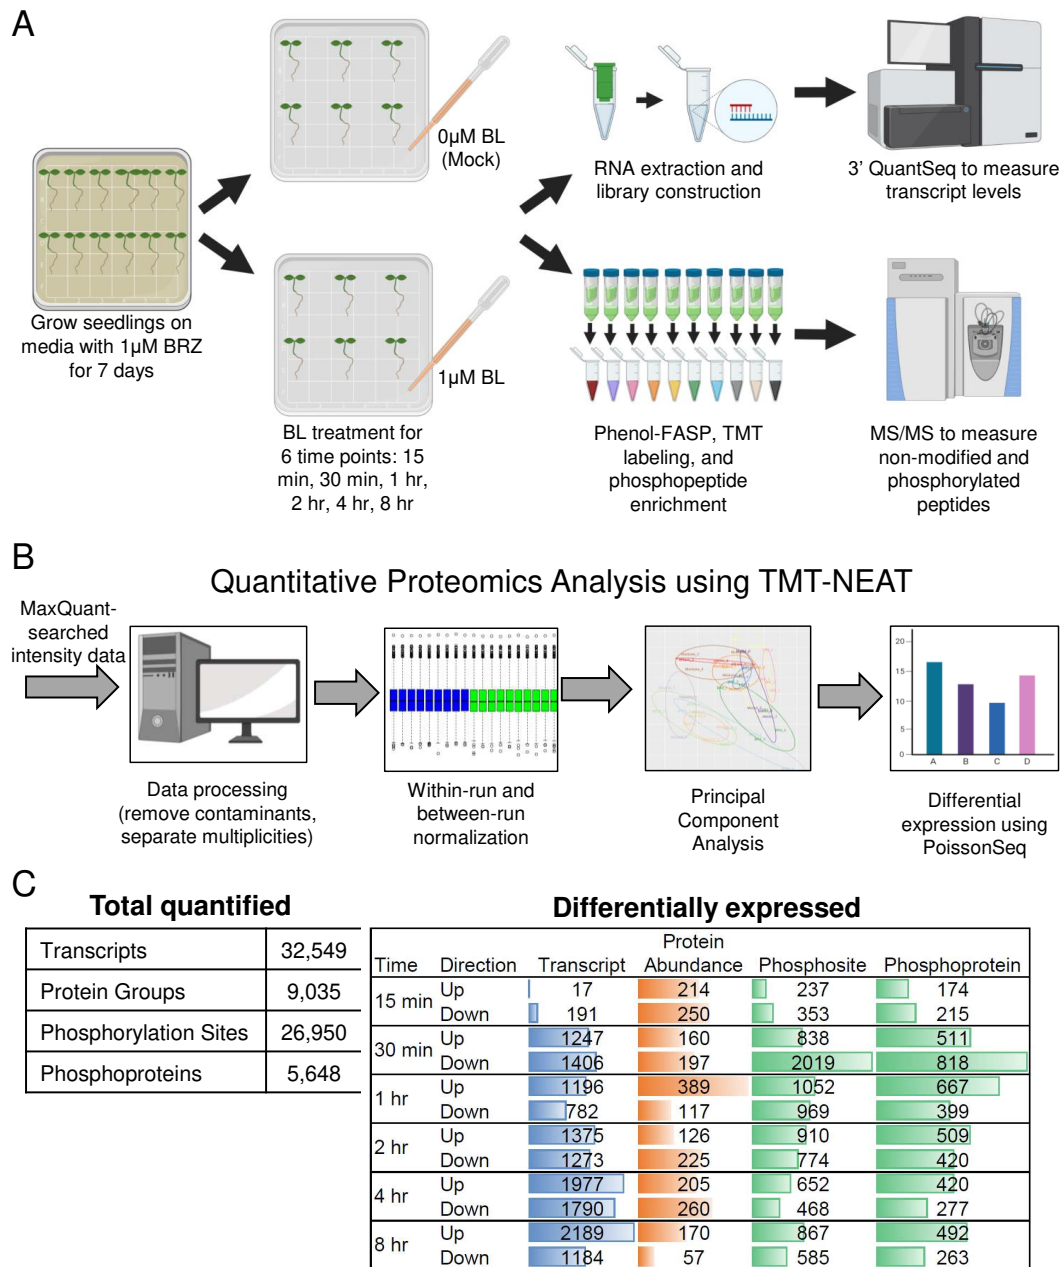 A
0µM BL
(Mock)
RNA extraction and
library construction
3' QuantSeq to measure
transcript levels
Grow seedlings on
media with 1µM BRZ
for 7 days
1µM BL
BL treatment for
6 time points: 15
min, 30 min, 1 hr,
2 hr, 4 hr, 8 hr
Phenol-FASP, TMT
labeling, and
phosphopeptide
enrichment
MS/MS to measure
non-modified and
phosphorylated
peptides
B
Quantitative Proteomics Analysis using TMT-NEAT
MaxQuant-
searched
intensity data
20
15
10
5
0
A B C D
Data processing
(remove contaminants,
separate multiplicities)
Within-run and
between-run
normalization
Principal
Component
Analysis
Differential
expression using
PoissonSeq
C
Total quantified
Transcripts 32,549
Protein Groups 9,035
Phosphorylation Sites 26,950
Phosphoproteins 5,648
Differentially expressed
Protein
Time Direction Transcript Abundance Phosphosite Phosphoprotein
15 min Up 17 214 237 174
Down 191 250 353 215
30 min Up 1247 160 838 511
Down 1406 197 2019 818
1 hr Up 1196 389 1052 667
Down 782 117 969 399
2 hr Up 1375 126 910 509
Down 1273 225 774 420
4 hr Up 1977 205 652 420
Down 1790 260 468 277
8 hr Up 2189 170 867 492
Down 1184 57 585 263